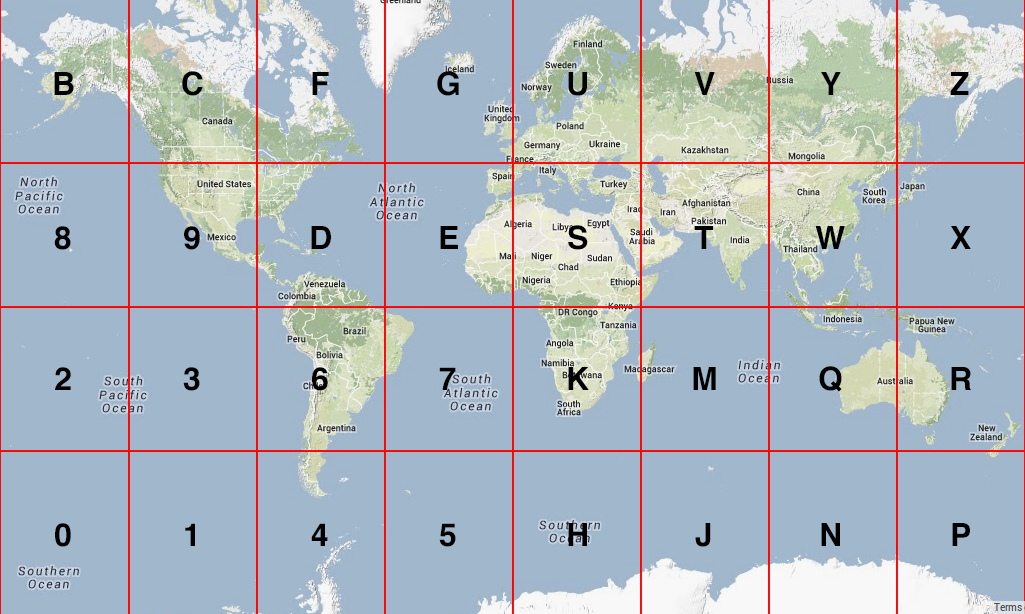 Greenland
Finland
Iceland
Sweden
Russia
Norway
B C F G U V Y Z
United
Kingdom
Canada
Poland
Germany
Ukraine
Kazakhstan
France
Mongolia
Italy
Spain
North
Pacific
Ocean
United States
North
Atlantic
Ocean
Turkey
China
South
Korea
Japan
Afghanistan
Iraq
Iran
Pakistan
Algeria
Libya
Egypt
Saudi
Arabia
India
Mexico
8 9 D E S T W X
Mali
Niger
Chad
Sudan
Thailand
Nigeria
Ethiopia
Venezuela
Colombia
Kenya
DR Congo
Indonesia
Papua New
Guinea
Tanzania
Brazil
Peru
Angola
Bolivia
Namibia
Botswana
Madagascar
Indian
Ocean
2 3 6 7 K M Q R
South
Pacific
Ocean
Chile
South
Atlantic
Ocean
Australia
South
Africa
Argentina
New
Zealand
Southern
Ocean
0 1 4 5 H J N P
Southern
Ocean
Terms